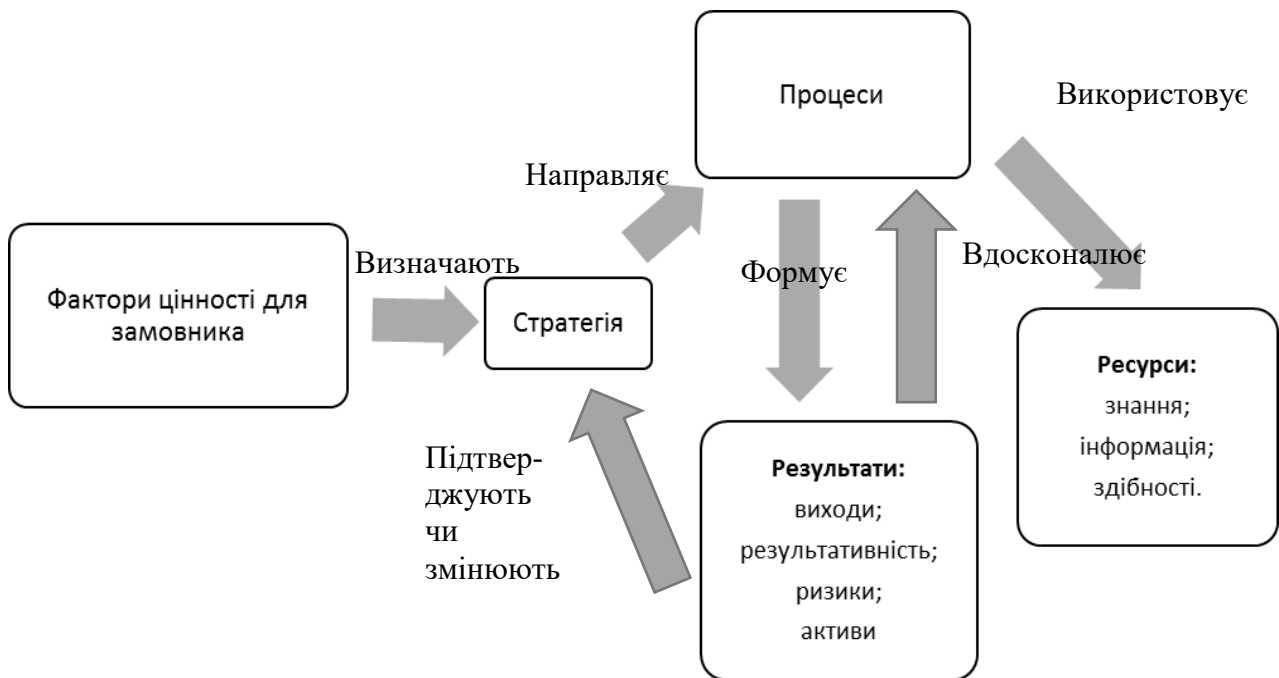 Процеси
Використовує
Направляє
Фактори цінності для
замовника
Визначають
Стратегія
Формує
Вдосконалює
Ресурси:
знання;
інформація;
здібності.
Підтвер-
джують
чи
змінюють
Результати:
виходи;
результативність;
ризики;
активи